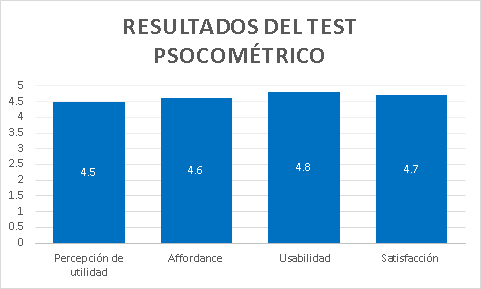 RESULTADOS DEL TEST
PSOCOMÉTRICO
5
4.5
4
3.5
3
2.5
2
1.5
1
0.5
0
4.5
4.6
4.8
4.7
Percepción de
utilidad
Affordance
Usabilidad
Satisfacción